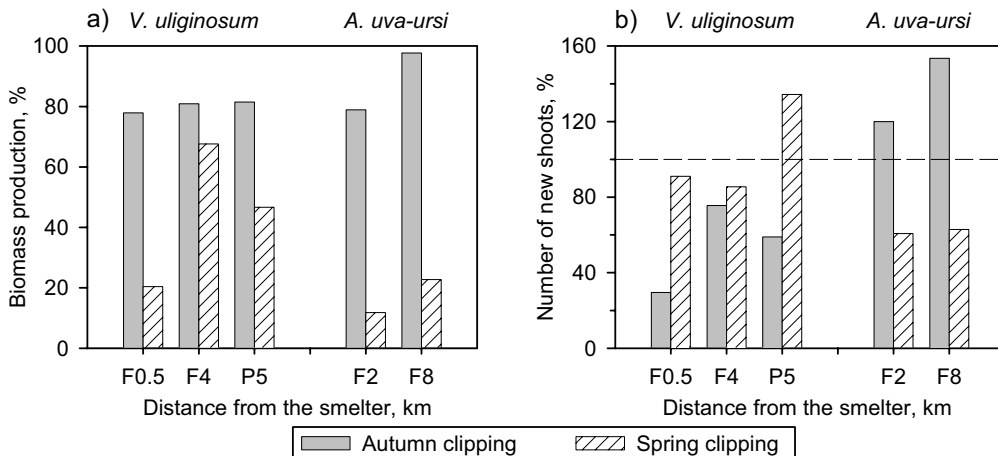 a) V. uliginosum A. uva-ursi
100
80
60
40
20
0
Biomass production, %
F0.5 F4 P5 F2 F8
Distance from the smelter, km
b) V. uliginosum A. uva-ursi
160
120
80
40
0
Number of new shoots, %
F0.5 F4 P5 F2 F8
Distance from the smelter, km
Autumn clipping Spring clipping